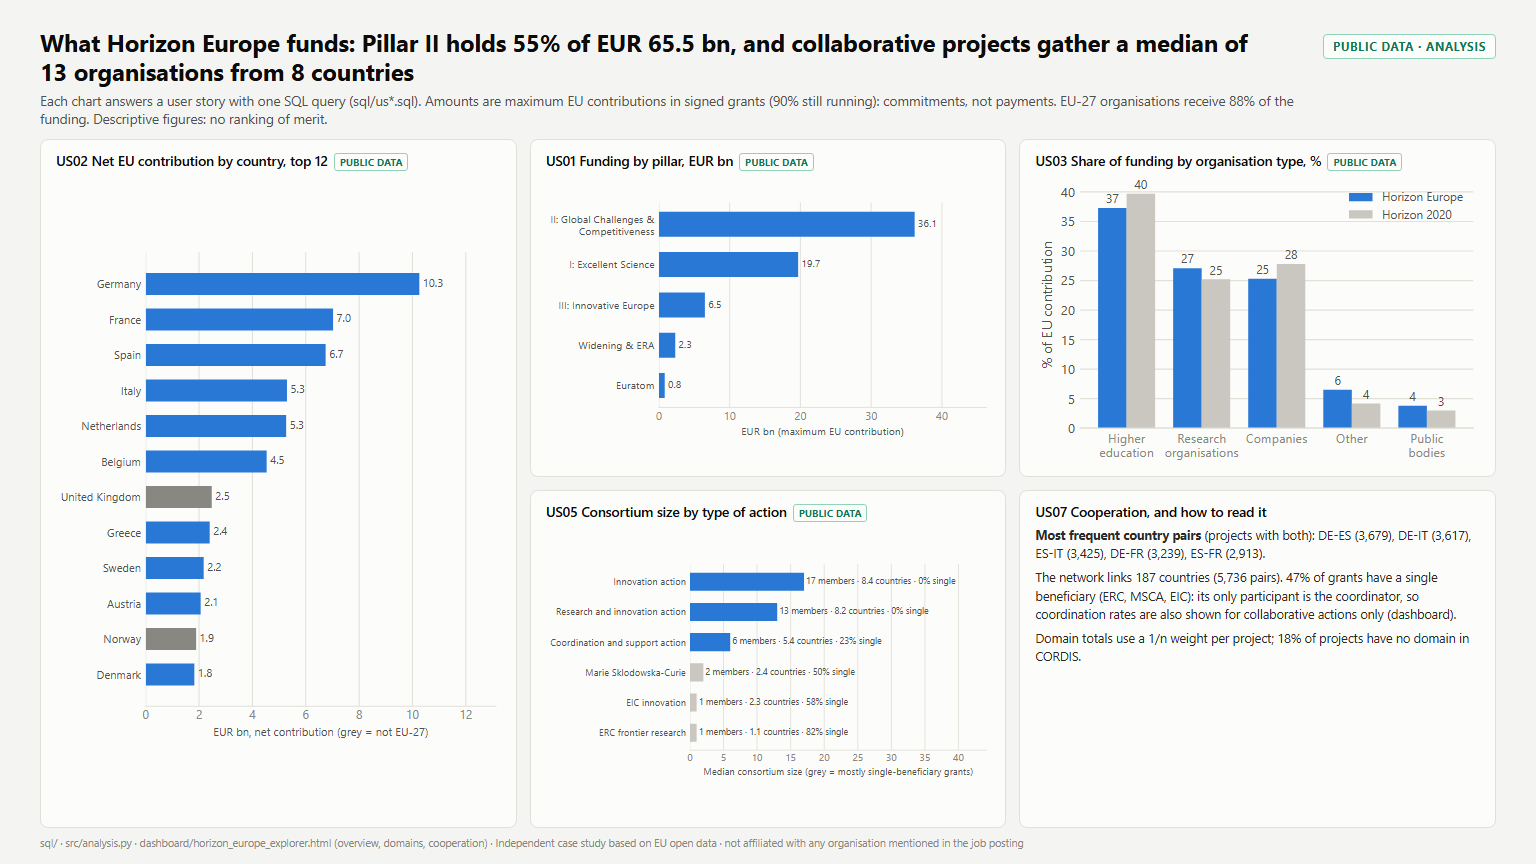 What Horizon Europe funds: Pillar II holds 55% of EUR 65.5 bn, and collaborative projects gather a median of
13 organisations from 8 countries
PUBLIC DATA · ANALYSIS
Each chart answers a user story with one SQL query (sql/us*.sql). Amounts are maximum EU contributions in signed grants (90% still running): commitments, not payments. EU-27 organisations receive 88% of the
funding. Descriptive figures: no ranking of merit.
US02 Net EU contribution by country, top 12 PUBLIC DATA
Germany 10.3
France 7.0
Spain 6.7
Italy 5.3
Netherlands 5.3
Belgium 4.5
United Kingdom 2.5
Greece 2.4
Sweden 2.2
Austria 2.1
Norway 1.9
Denmark 1.8
0 2 4 6 8 10 12
EUR bn, net contribution (grey = not EU-27)
US01 Funding by pillar, EUR bn PUBLIC DATA
II: Global Challenges &
Competitiveness 36.1
I: Excellent Science 19.7
III: Innovative Europe 6.5
Widening & ERA 2.3
Euratom 0.8
0 10 20 30 40
EUR bn (maximum EU contribution)
US03 Share of funding by organisation type, % PUBLIC DATA
Horizon Europe
Horizon 2020
% of EU contribution
40
35
30
25
20
15
10
5
0
37 40
27 25
25 28
6 4
4 3
Higher
education
Research
organisations
Companies
Other
Public
bodies
US05 Consortium size by type of action PUBLIC DATA
Innovation action 17 members · 8.4 countries · 0% single
Research and innovation action 13 members · 8.2 countries · 0% single
Coordination and support action 6 members · 5.4 countries · 23% single
Marie Sklodowska-Curie 2 members · 2.4 countries · 50% single
EIC innovation 1 members · 2.3 countries · 58% single
ERC frontier research 1 members · 1.1 countries · 82% single
0 5 10 15 20 25 30 35 40
Median consortium size (grey = mostly single-beneficiary grants)
US07 Cooperation, and how to read it
Most frequent country pairs (projects with both): DE-ES (3,679), DE-IT (3,617),
ES-IT (3,425), DE-FR (3,239), ES-FR (2,913).
The network links 187 countries (5,736 pairs). 47% of grants have a single
beneficiary (ERC, MSCA, EIC): its only participant is the coordinator, so
coordination rates are also shown for collaborative actions only (dashboard).
Domain totals use a 1/n weight per project; 18% of projects have no domain in
CORDIS.
sql/ · src/analysis.py · dashboard/horizon_europe_explorer.html (overview, domains, cooperation) · Independent case study based on EU open data · not affiliated with any organisation mentioned in the job posting